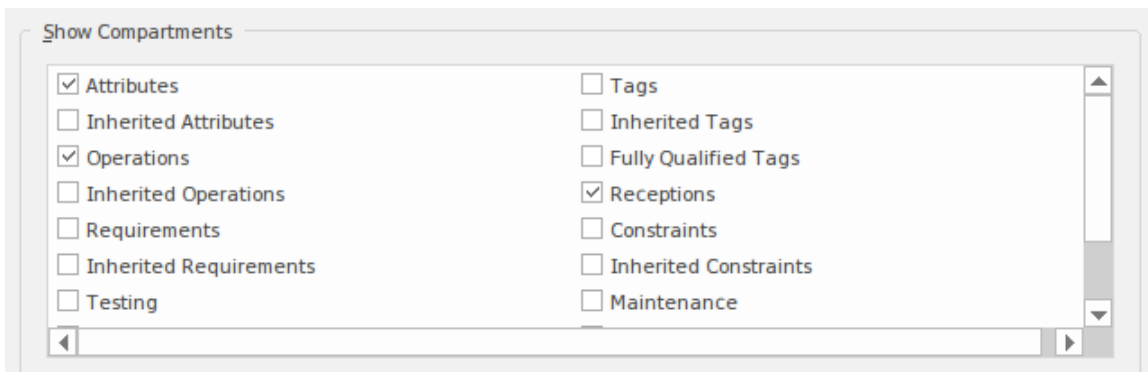 Show Compartments
Attributes
Tags
Inherited Attributes
Inherited Tags
Operations
Fully Qualified Tags
Inherited Operations
Receptions
Requirements
Constraints
Inherited Requirements
Inherited Constraints
Testing
Maintenance